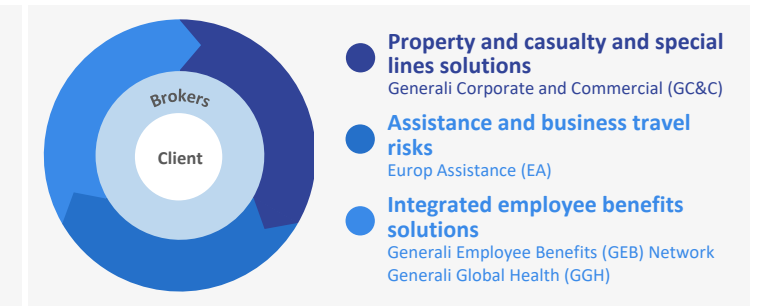 Brokers
Client
Property and casualty and special
lines solutions
Generali Corporate and Commercial (GC&C)
Assistance and business travel
risks
Europ Assistance (EA)
Integrated employee benefits
solutions
Generali Employee Benefits (GEB) Network
Generali Global Health (GGH)